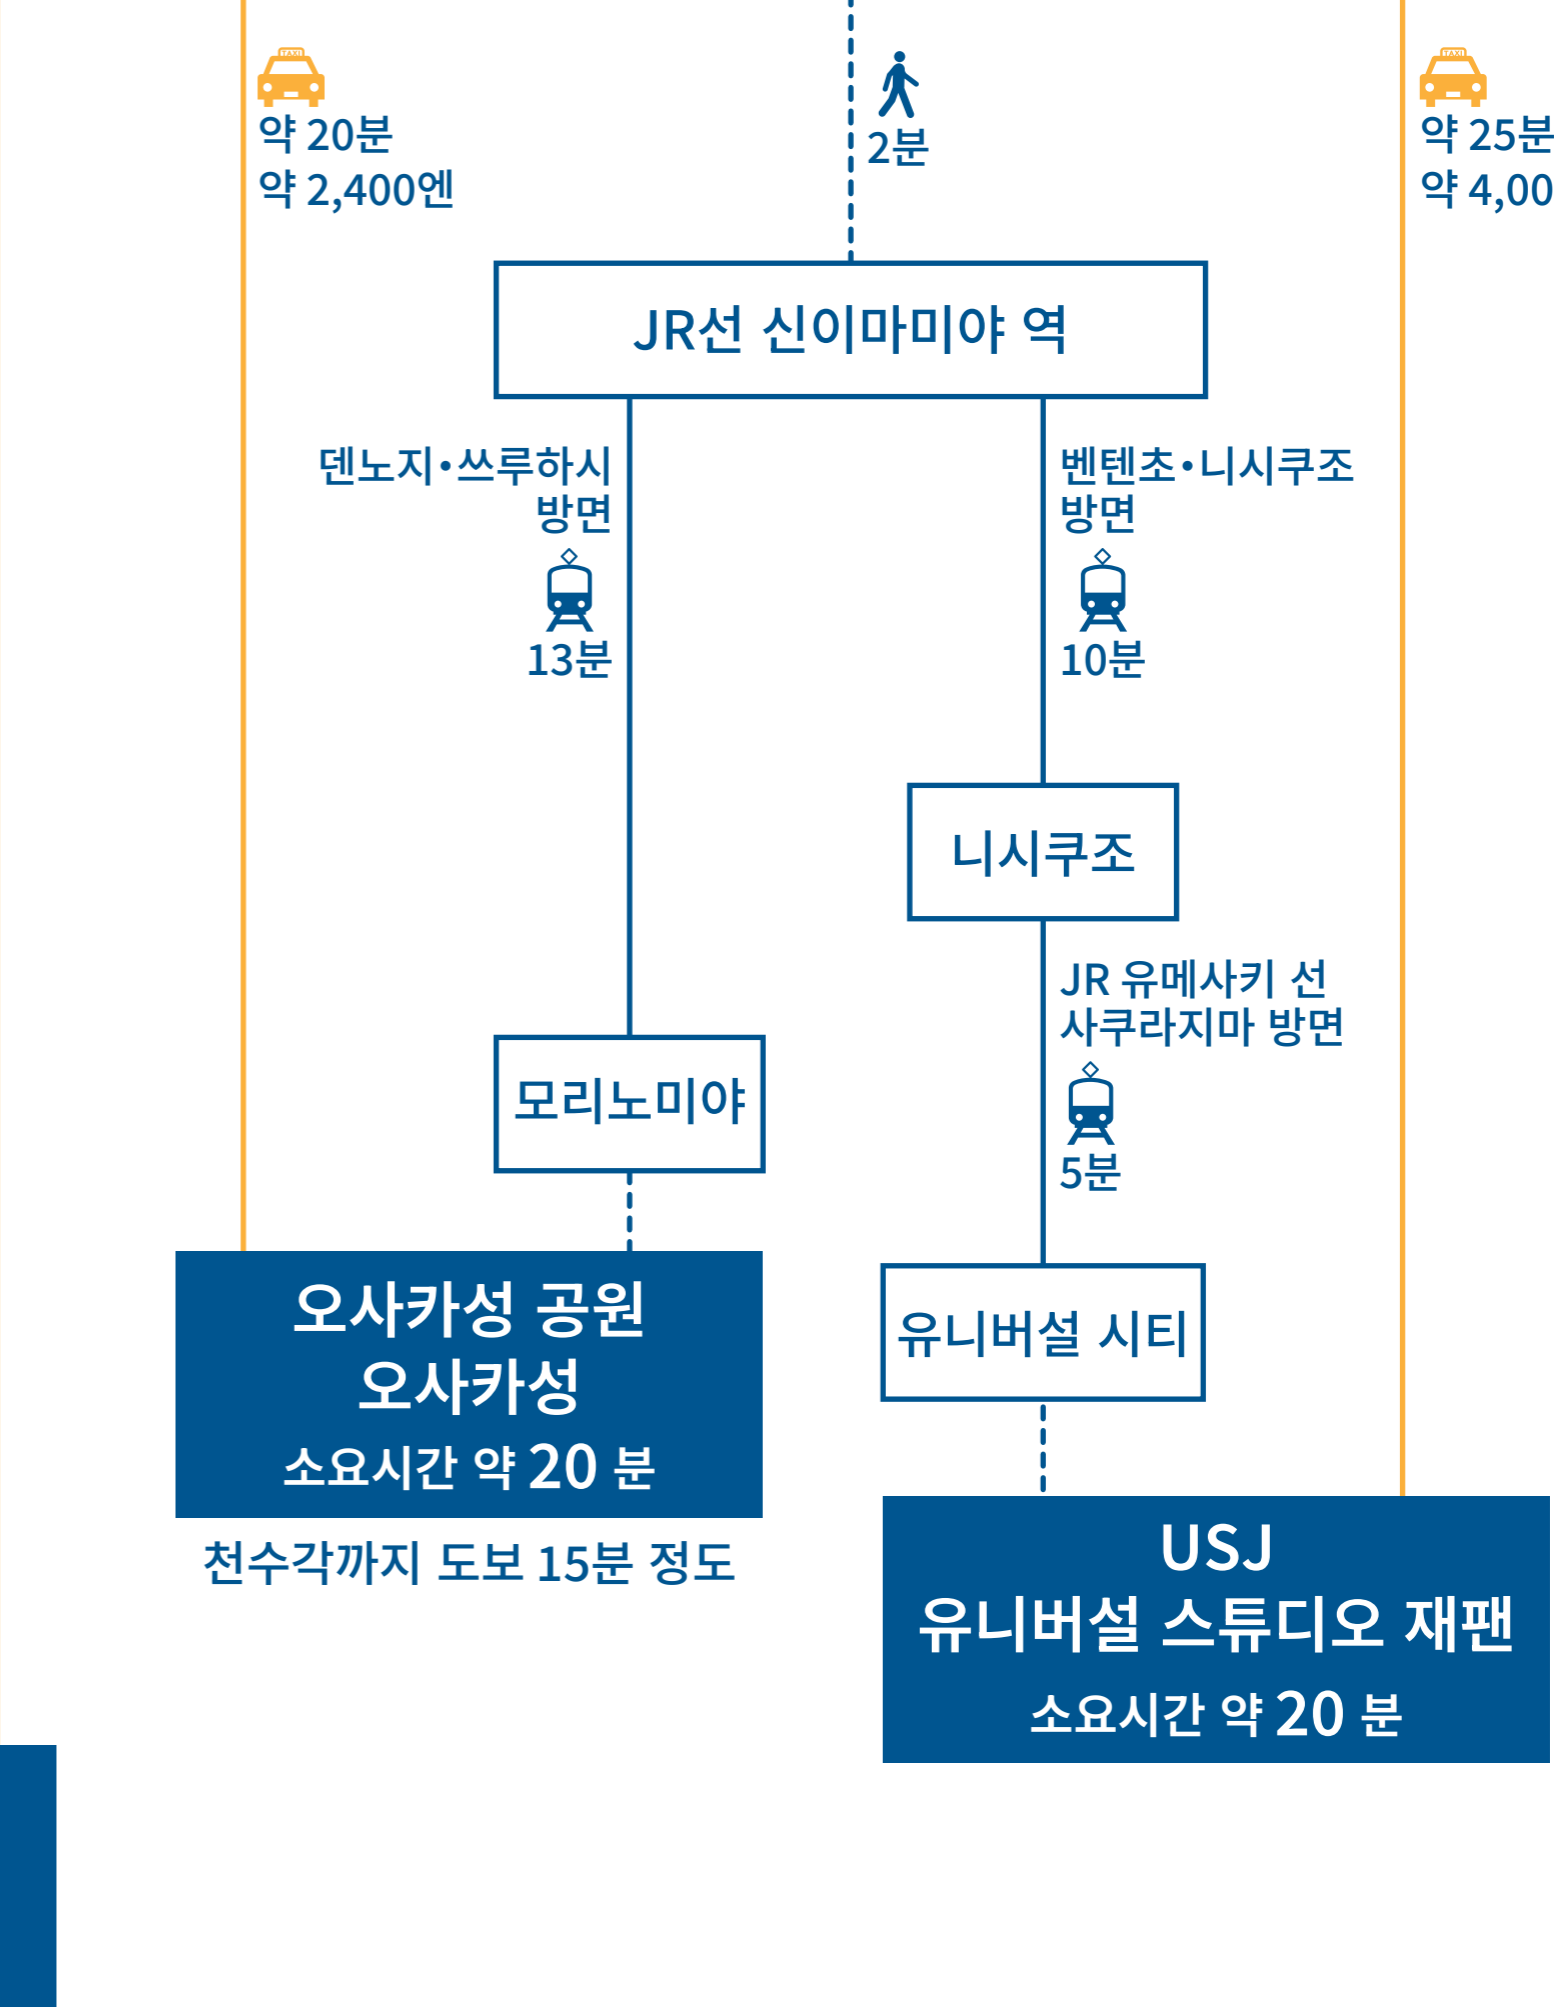 TAXI
약 20분
약 2,400엔
2분
TAXI
약 25분
약 4,00
JR선 신이마미야 역
덴노지･쓰루하시
방면
13분
벤텐초･니시쿠조
방면
10분
니시쿠조
JR 유메사키 선
사쿠라지마 방면
5분
모리노미야
오사카성 공원
오사카성
소요시간 약 20 분
천수각까지 도보 15분 정도
유니버설 시티
USJ
유니버설 스튜디오 재팬
소요시간 약 20 분